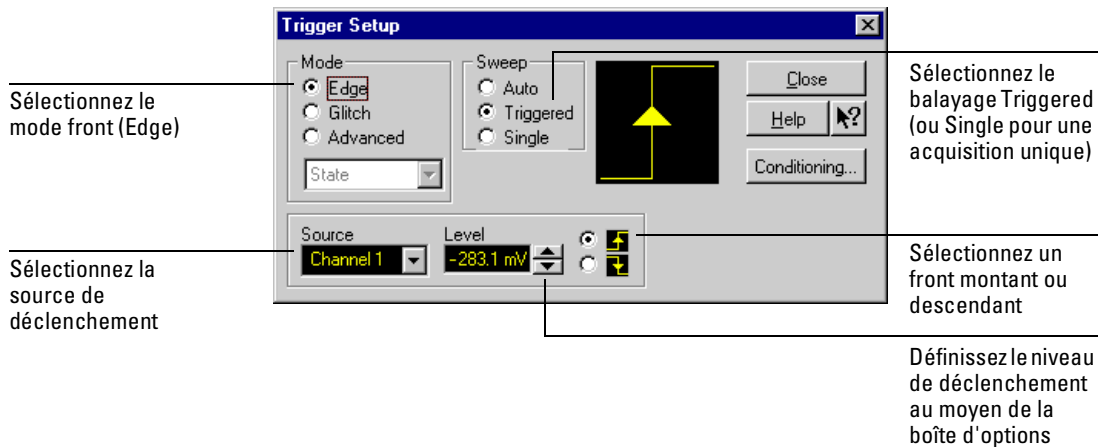 Trigger Setup
Mode
Edge
Glitch
Advanced
State
Sweep
Auto
Triggered
Single
Close
Help
Conditioning...
Source
Channel 1
Level
-283.1 mV
Sélectionnez le
mode front (Edge)
Sélectionnez la
source de
déclenchement
Sélectionnez le
balayage Triggered
(ou Single pour une
acquisition unique)
Sélectionnez un
front montant ou
descendant
Définissez le niveau
de déclenchement
au moyen de la
boîte d'options